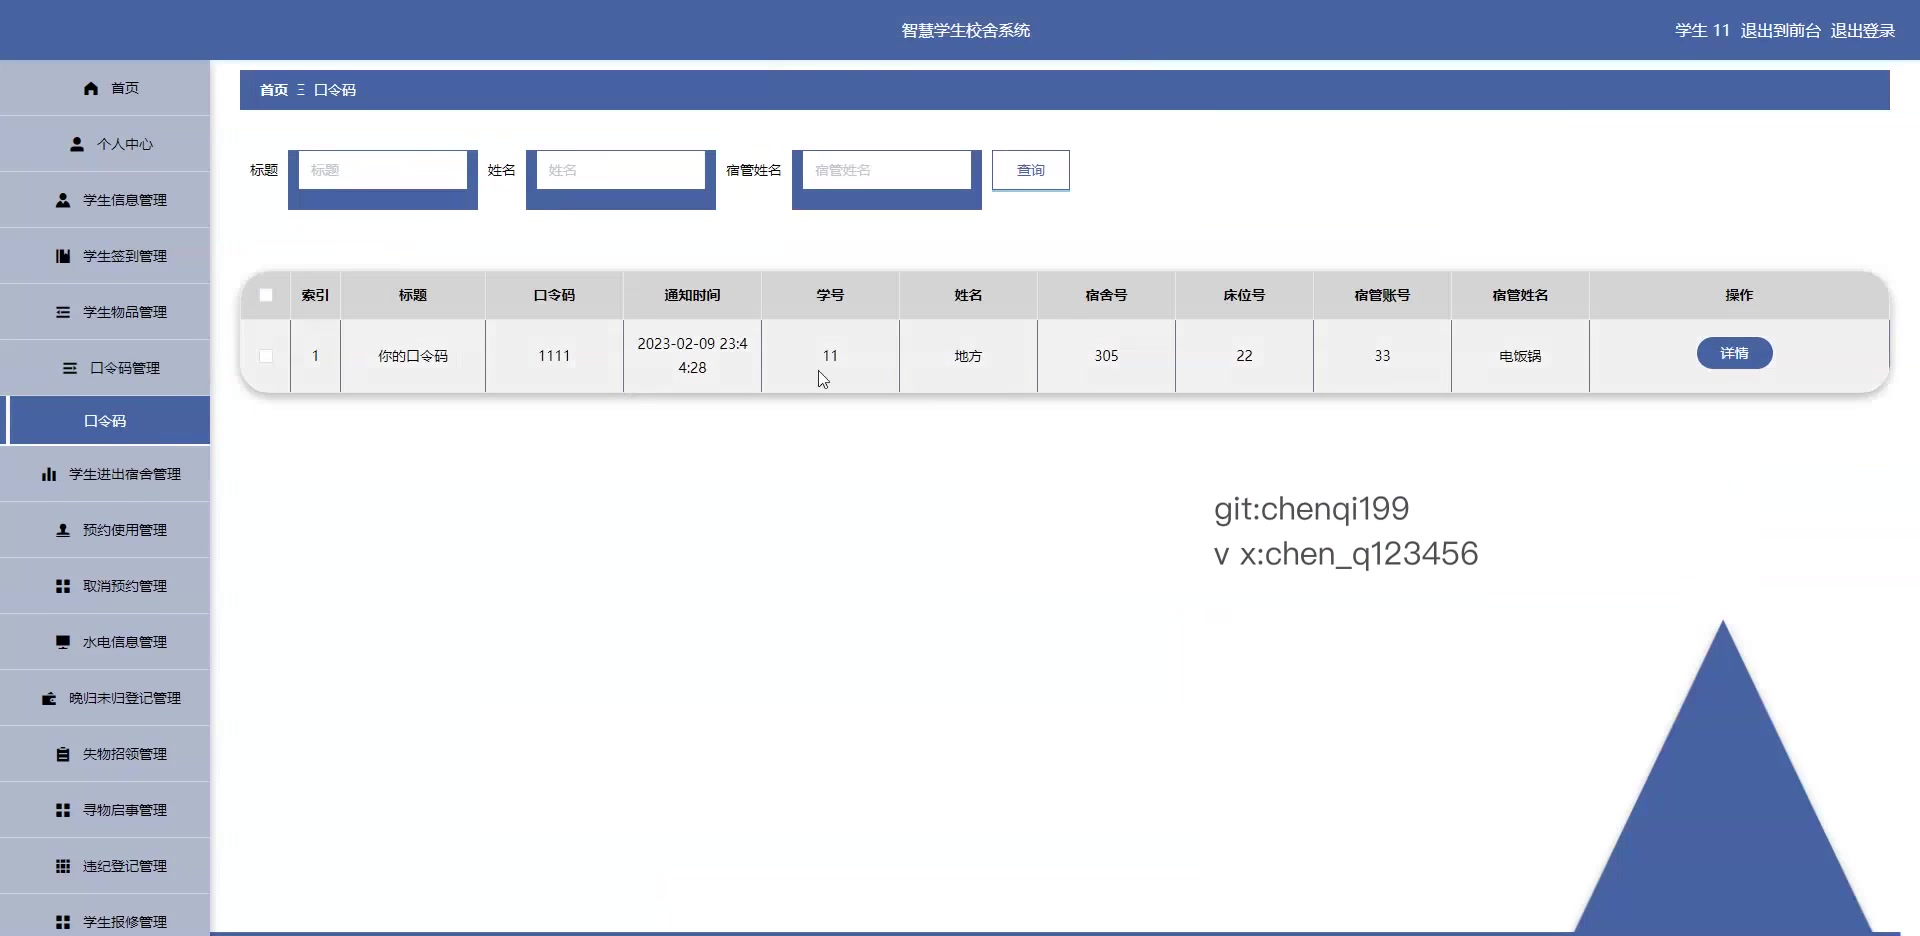 智慧学生校舍系统
学生 11 退出到前台 退出登录
首页
个人中心
学生信息管理
学生签到管理
学生物品管理
口令码管理
口令码
学生进出宿舍管理
预约使用管理
取消预约管理
水电信息管理
晚归未归登记管理
失物招领管理
寻物启事管理
违纪登记管理
学生报修管理
首页 Ξ 口令码
标题 标题 姓名 姓名 宿管姓名 宿管姓名 查询
索引 标题 口令码 通知时间 学号 姓名 宿舍号 床位号 宿管账号 宿管姓名 操作
1 你的口令码 1111 2023-02-09 23:4
4:28 11 地方 305 22 33 电饭锅 详情
git:chenqi199
v x:chen_q123456